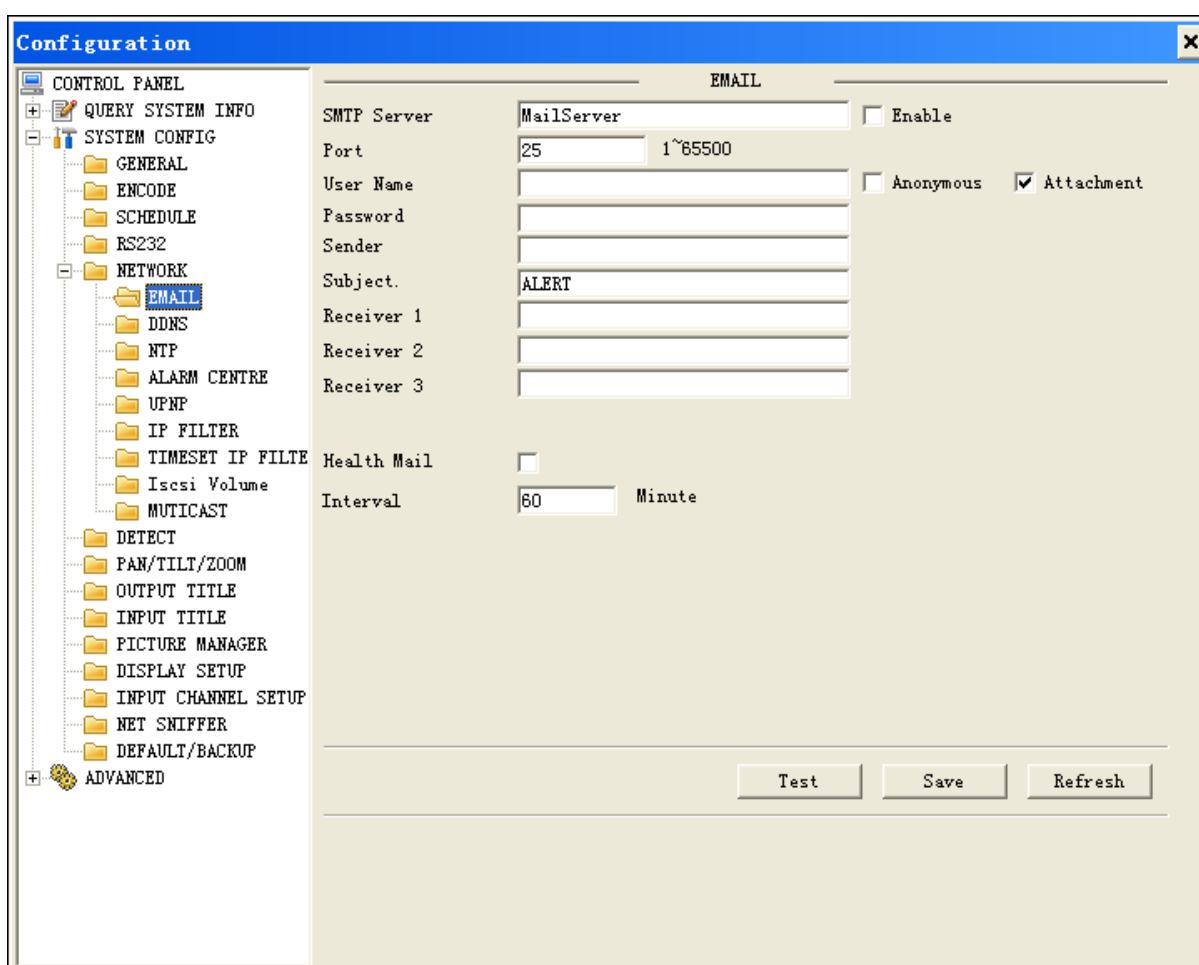 Configuration
CONTROL PANEL
QUERY SYSTEM INFO
SYSTEM CONFIG
GENERAL
ENCODE
SCHEDULE
RS232
NETWORK
EMAIL
DDNS
NTP
ALARM CENTRE
UPNP
IP FILTER
TIMESET IP FILTE
Iscsi Volume
MUTICAST
DETECT
PAN/TILT/ZOOM
OUTPUT TITLE
INPUT TITLE
PICTURE MANAGER
DISPLAY SETUP
INPUT CHANNEL SETUP
NET SNIFFER
DEFAULT/BACKUP
ADVANCED
EMAIL
SMTP Server MailServer Enable
Port 25 1~65500
User Name Anonymous Attachment
Password
Sender
Subject. ALERT
Receiver 1
Receiver 2
Receiver 3
Health Mail
Interval 60 Minute
Test Save Refresh